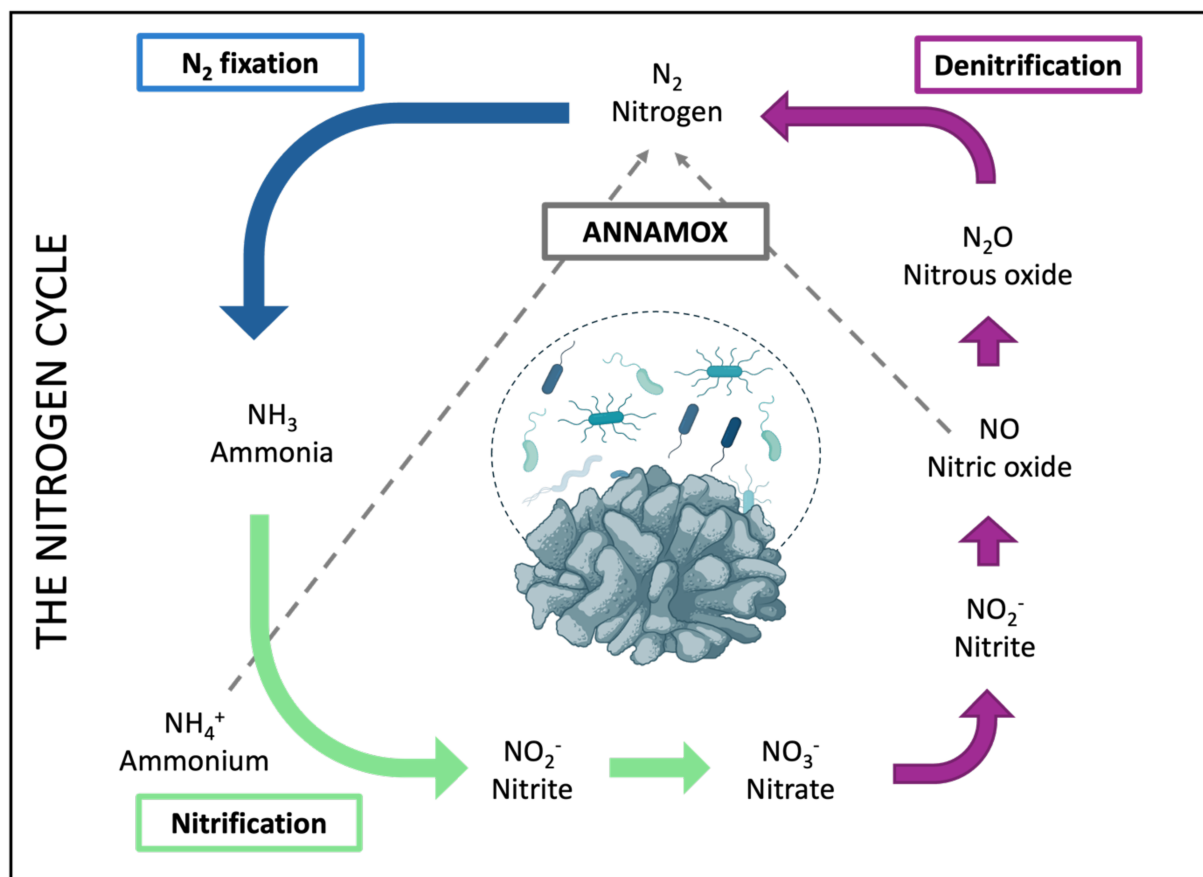 THE NITROGEN CYCLE
N₂ fixation
N₂
Nitrogen
Denitrification
ANNAMOX
N₂O
Nitrous oxide
NH₃
Ammonia
NO
Nitric oxide
NO₂⁻
Nitrite
NH₄⁺
Ammonium
NO₂⁻
Nitrite
NO₃⁻
Nitrate
Nitrification